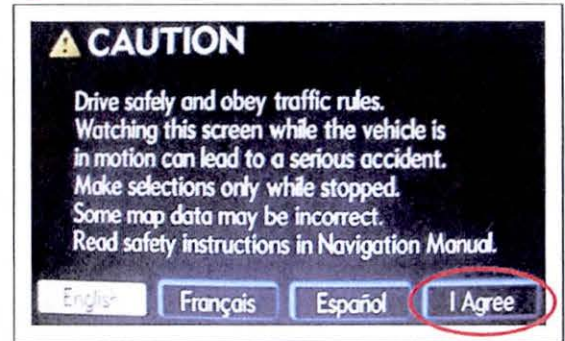 CAUTION
Drive safely and obey traffic rules.
Watching this screen while the vehicle is
in motion can lead to a serious accident.
Make selections only while stopped.
Some map data may be incorrect.
Read safety instructions in Navigation Manual.
English Français Español I Agree